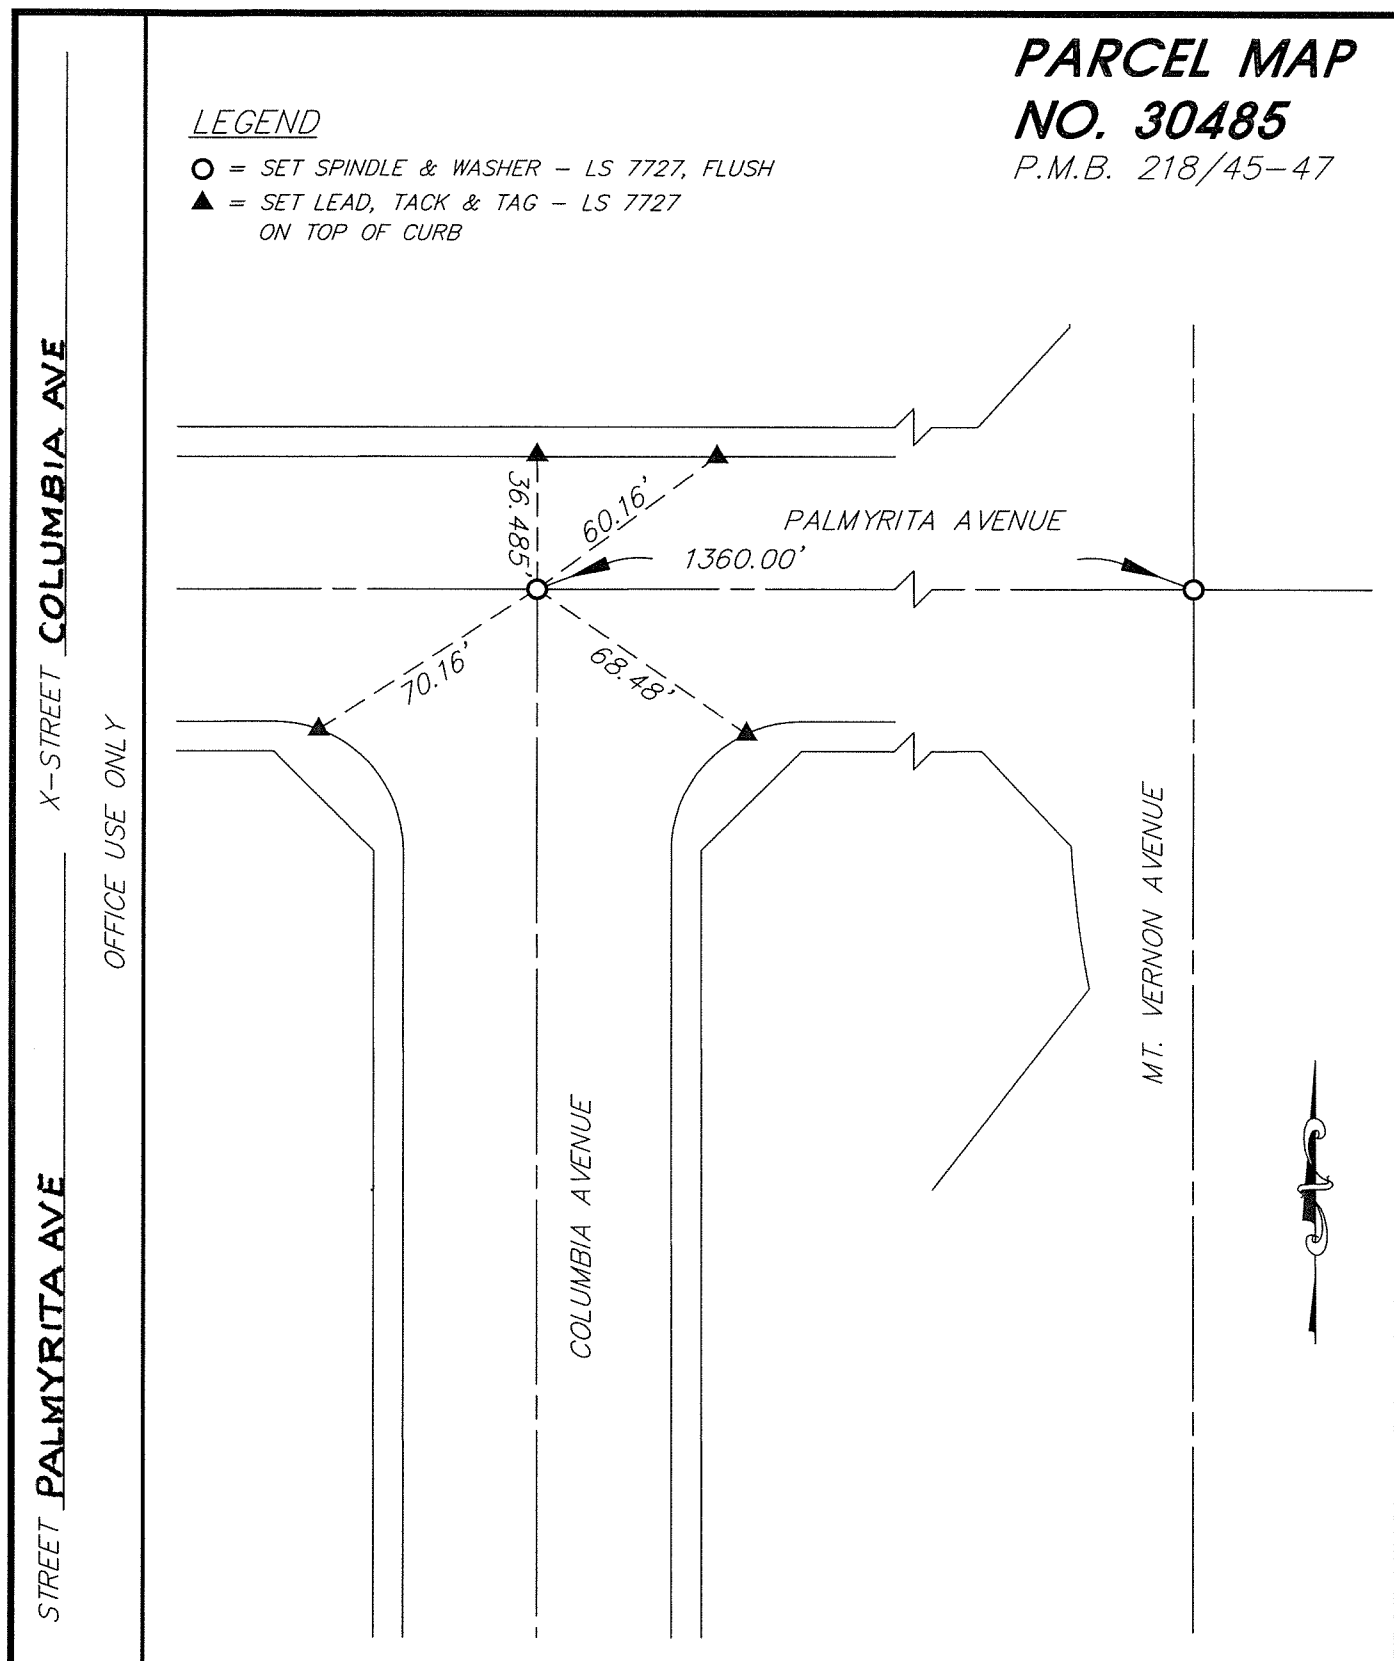 PARCEL MAP
NO. 30485
P.M.B. 218/45-47
LEGEND
= SET SPINDLE & WASHER - LS 7727, FLUSH
= SET LEAD, TACK & TAG - LS 7727
ON TOP OF CURB
36.485'
60.16'
PALMYRITA AVENUE
1360.00'
70.16'
68.48'
COLUMBIA AVENUE
MT. VERNON AVENUE
STREET PALMYRITA AVE
X-STREET COLUMBIA AVE
OFFICE USE ONLY